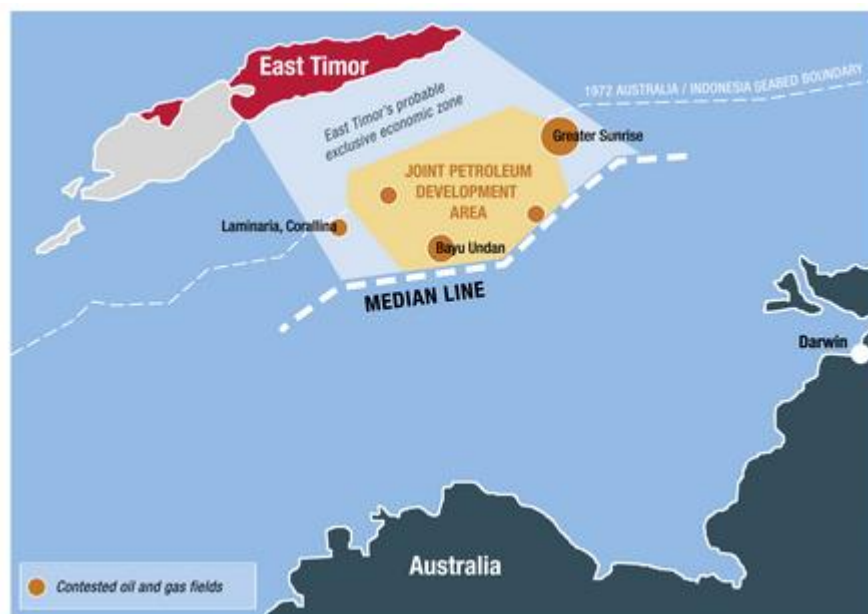 East Timor
1972 AUSTRALIA / INDONESIA SEABED BOUNDARY
East Timor's probable
exclusive economic zone
Greater Sunrise
JOINT PETROLEUM
DEVELOPMENT
AREA
Laminaria, Corallina
Bayu Undan
MEDIAN LINE
Darwin
Australia
Contested oil and gas fields